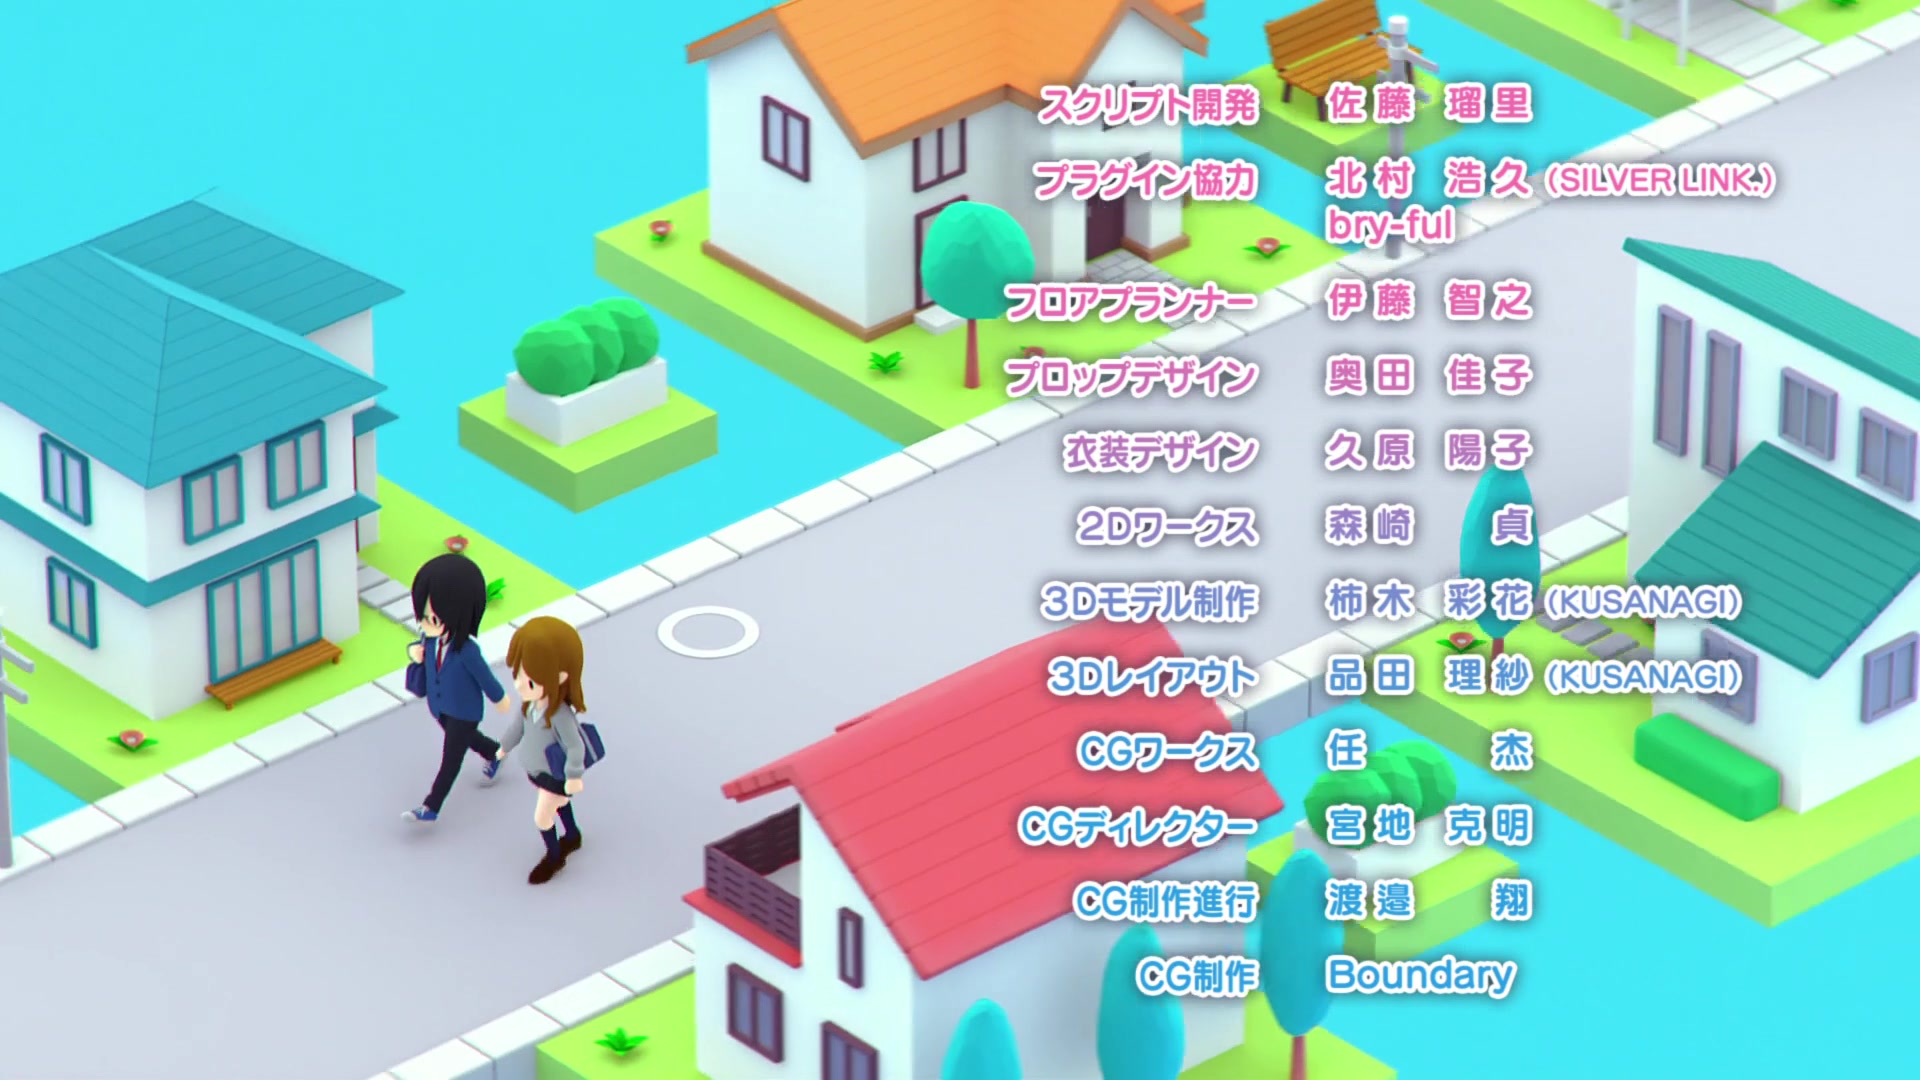 スクリプト開発 佐藤 瑠里
プラグイン協力 北村 浩久(SILVER LINK.)
bry-ful
フロアプランナー 伊藤 智之
プロップデザイン 奥田 佳子
衣装デザイン 久原 陽子
2Dワークス 森崎 貞
3Dモデル制作 柿木 彩花(KUSANAGI)
3Dレイアウト 品田 理紗(KUSANAGI)
CGワークス 任 杰
CGディレクター 宮地 克明
CG制作進行 渡邉 翔
CG制作 Boundary